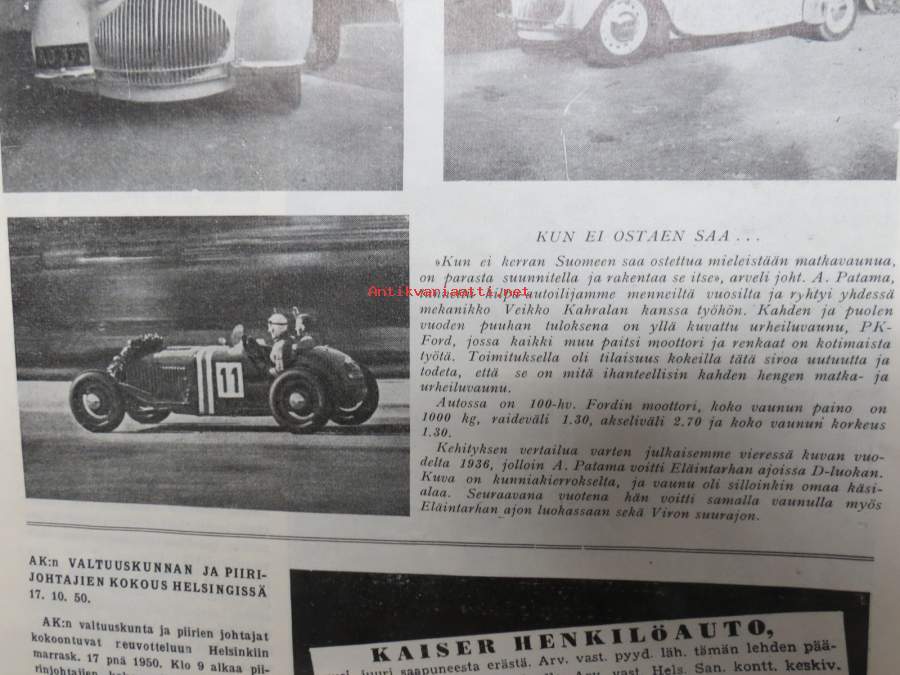 KUN EI OSTAEN SAA . . .
»Kun ei kerran Suomeen saa ostettua mieleistään matkavaunua,
on parasta suunnitella ja rakentaa se itse», arveli joht. A. Patama,
Antikvariaatti.net
kilpa-autoilijamme menneiltä vuosilta ja ryhtyi yhdessä
mekanikko Veikko Kahralan kanssa työhön. Kahden ja puolen
vuoden puuhan tuloksena on yllä kuvattu urheiluvaunu, PK-
Ford, jossa kaikki muu paitsi moottori ja renkaat on kotimaista
työtä. Toimituksella oli tilaisuus kokeilla tätä siroa uutuutta ja
todeta, että se on mitä ihanteellisin kahden hengen matka- ja
urheiluvaunu.
Autossa on 100-hv. Fordin moottori, koko vaunun paino on
1000 kg, raideväli 1.30, akseliväli 2.70 ja koko vaunun korkeus
1.30.
Kehityksen vertailua varten julkaisemme vieressä kuvan vuo-
delta 1936, jolloin A. Patama voitti Eläintarhan ajoissa D-luokan.
Kuva on kunniakierrokselta, ja vaunu oli silloinkin omaa käsi-
alaa. Seuraavana vuotena hän voitti samalla vaunulla myös
Eläintarhan ajon luokassaan sekä Viron suurajon.
11
AK:n VALTUUSKUNNAN JA PIIRI-
JOHTAJIEN KOKOUS HELSINGISSÄ
17. 10. 50.
AK:n valtuuskunta ja piirien johtajat
kokoontuvat neuvotteluun Helsinkiin
marrask. 17 pnä 1950. Klo 9 alkaa pii-
rinjohtajien
KAISER HENKILÖAUTO,
juuri saapuneesta erästä. Arv. vast. pyyd. läh. tämän lehden pää-
Hels. San. kontt. keskiv.